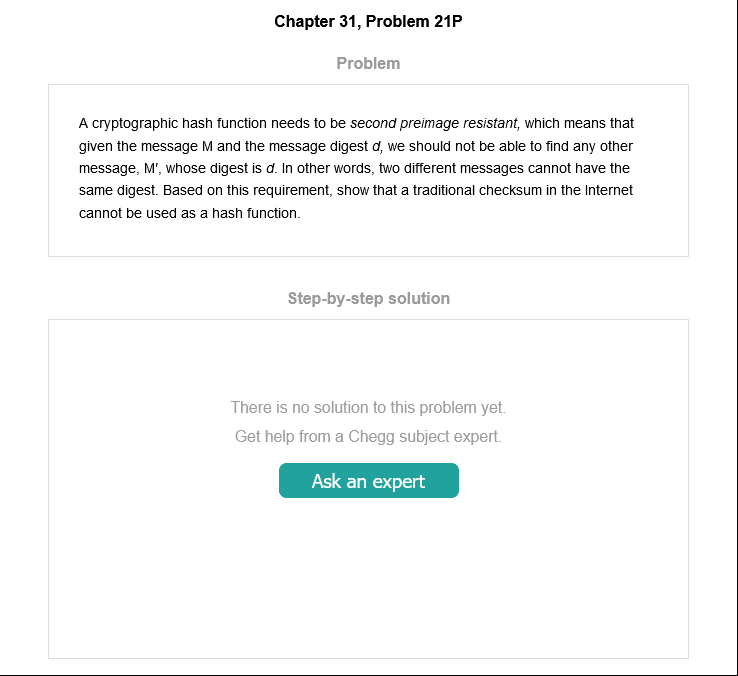 Chapter 31, Problem 21P
Problem
A cryptographic hash function needs to be second preimage resistant, which means that
given the message M and the message digest d, we should not be able to find any other
message, M′, whose digest is d. In other words, two different messages cannot have the
same digest. Based on this requirement, show that a traditional checksum in the Internet
cannot be used as a hash function.
Step-by-step solution
There is no solution to this problem yet.
Get help from a Chegg subject expert.
Ask an expert